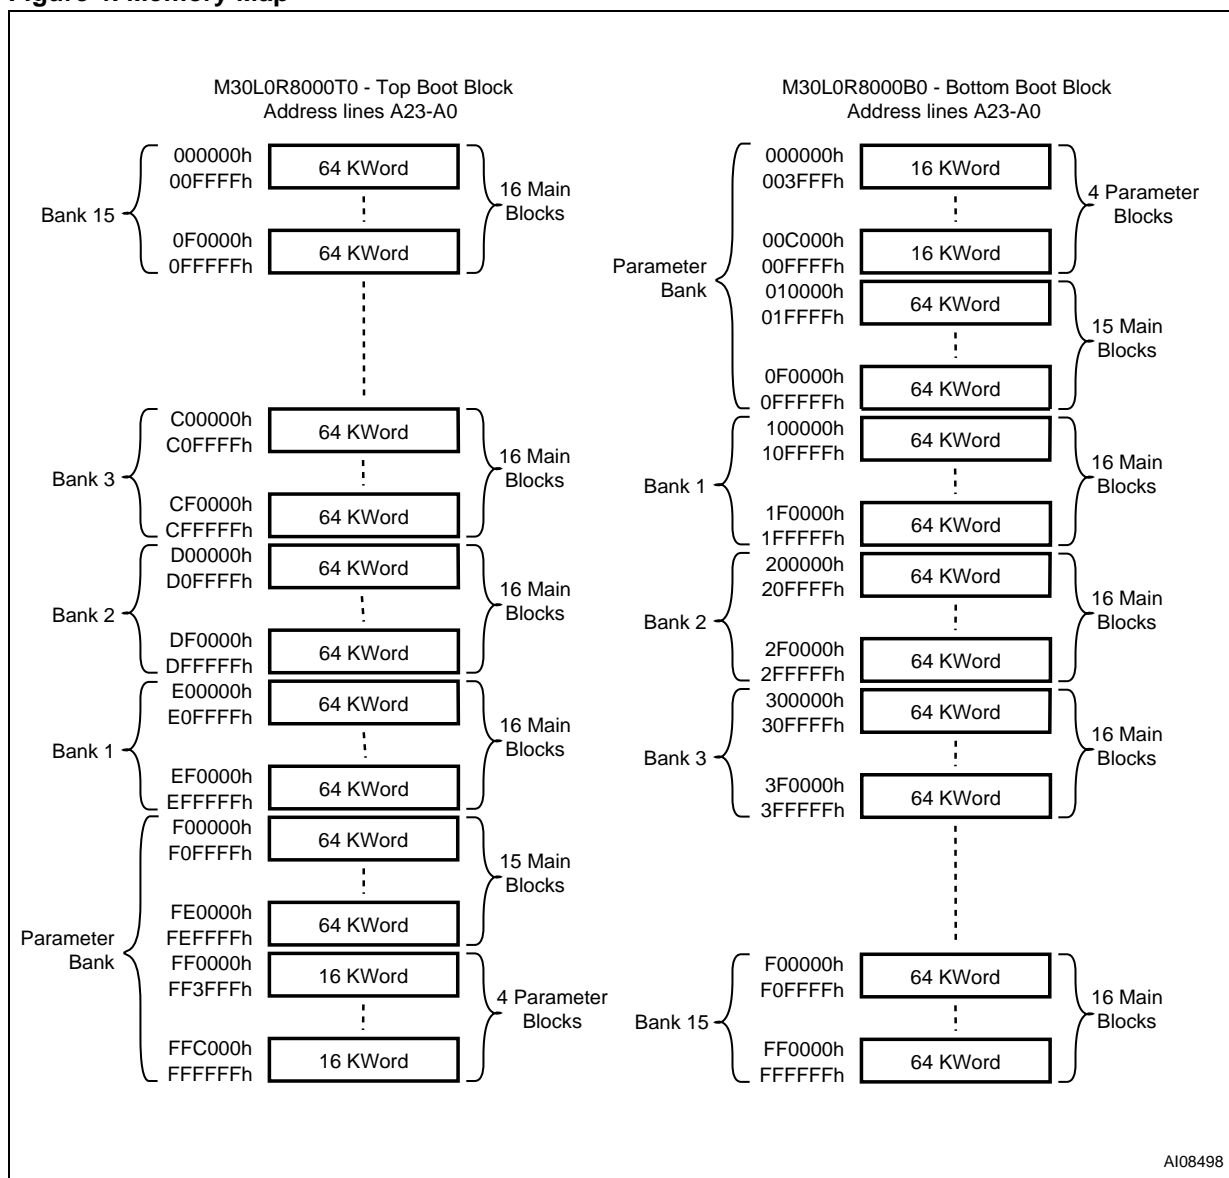 M30L0R8000T0 - Top Boot Block
Address lines A23-A0
000000h
00FFFFh
64 KWord
Bank 15
16 Main
Blocks
0F0000h
0FFFFFh
64 KWord
C00000h
C0FFFFh
64 KWord
Bank 3
16 Main
Blocks
CF0000h
CFFFFFh
64 KWord
D00000h
D0FFFFh
64 KWord
Bank 2
16 Main
Blocks
DF0000h
DFFFFFh
64 KWord
E00000h
E0FFFFh
64 KWord
Bank 1
16 Main
Blocks
EF0000h
EFFFFFh
64 KWord
F00000h
F0FFFFh
64 KWord
15 Main
Blocks
FE0000h
FEFFFFh
64 KWord
Parameter
Bank
FF0000h
FF3FFFh
16 KWord
4 Parameter
Blocks
FFC000h
FFFFFFh
16 KWord
M30L0R8000B0 - Bottom Boot Block
Address lines A23-A0
000000h
003FFFh
16 KWord
4 Parameter
Blocks
00C000h
00FFFFh
16 KWord
Parameter
Bank
010000h
01FFFFh
64 KWord
15 Main
Blocks
0F0000h
0FFFFFh
64 KWord
100000h
10FFFFh
64 KWord
Bank 1
16 Main
Blocks
1F0000h
1FFFFFh
64 KWord
200000h
20FFFFh
64 KWord
Bank 2
16 Main
Blocks
2F0000h
2FFFFFh
64 KWord
300000h
30FFFFh
64 KWord
Bank 3
16 Main
Blocks
3F0000h
3FFFFFh
64 KWord
F00000h
F0FFFFh
64 KWord
Bank 15
16 Main
Blocks
FF0000h
FFFFFFh
64 KWord
AI08498